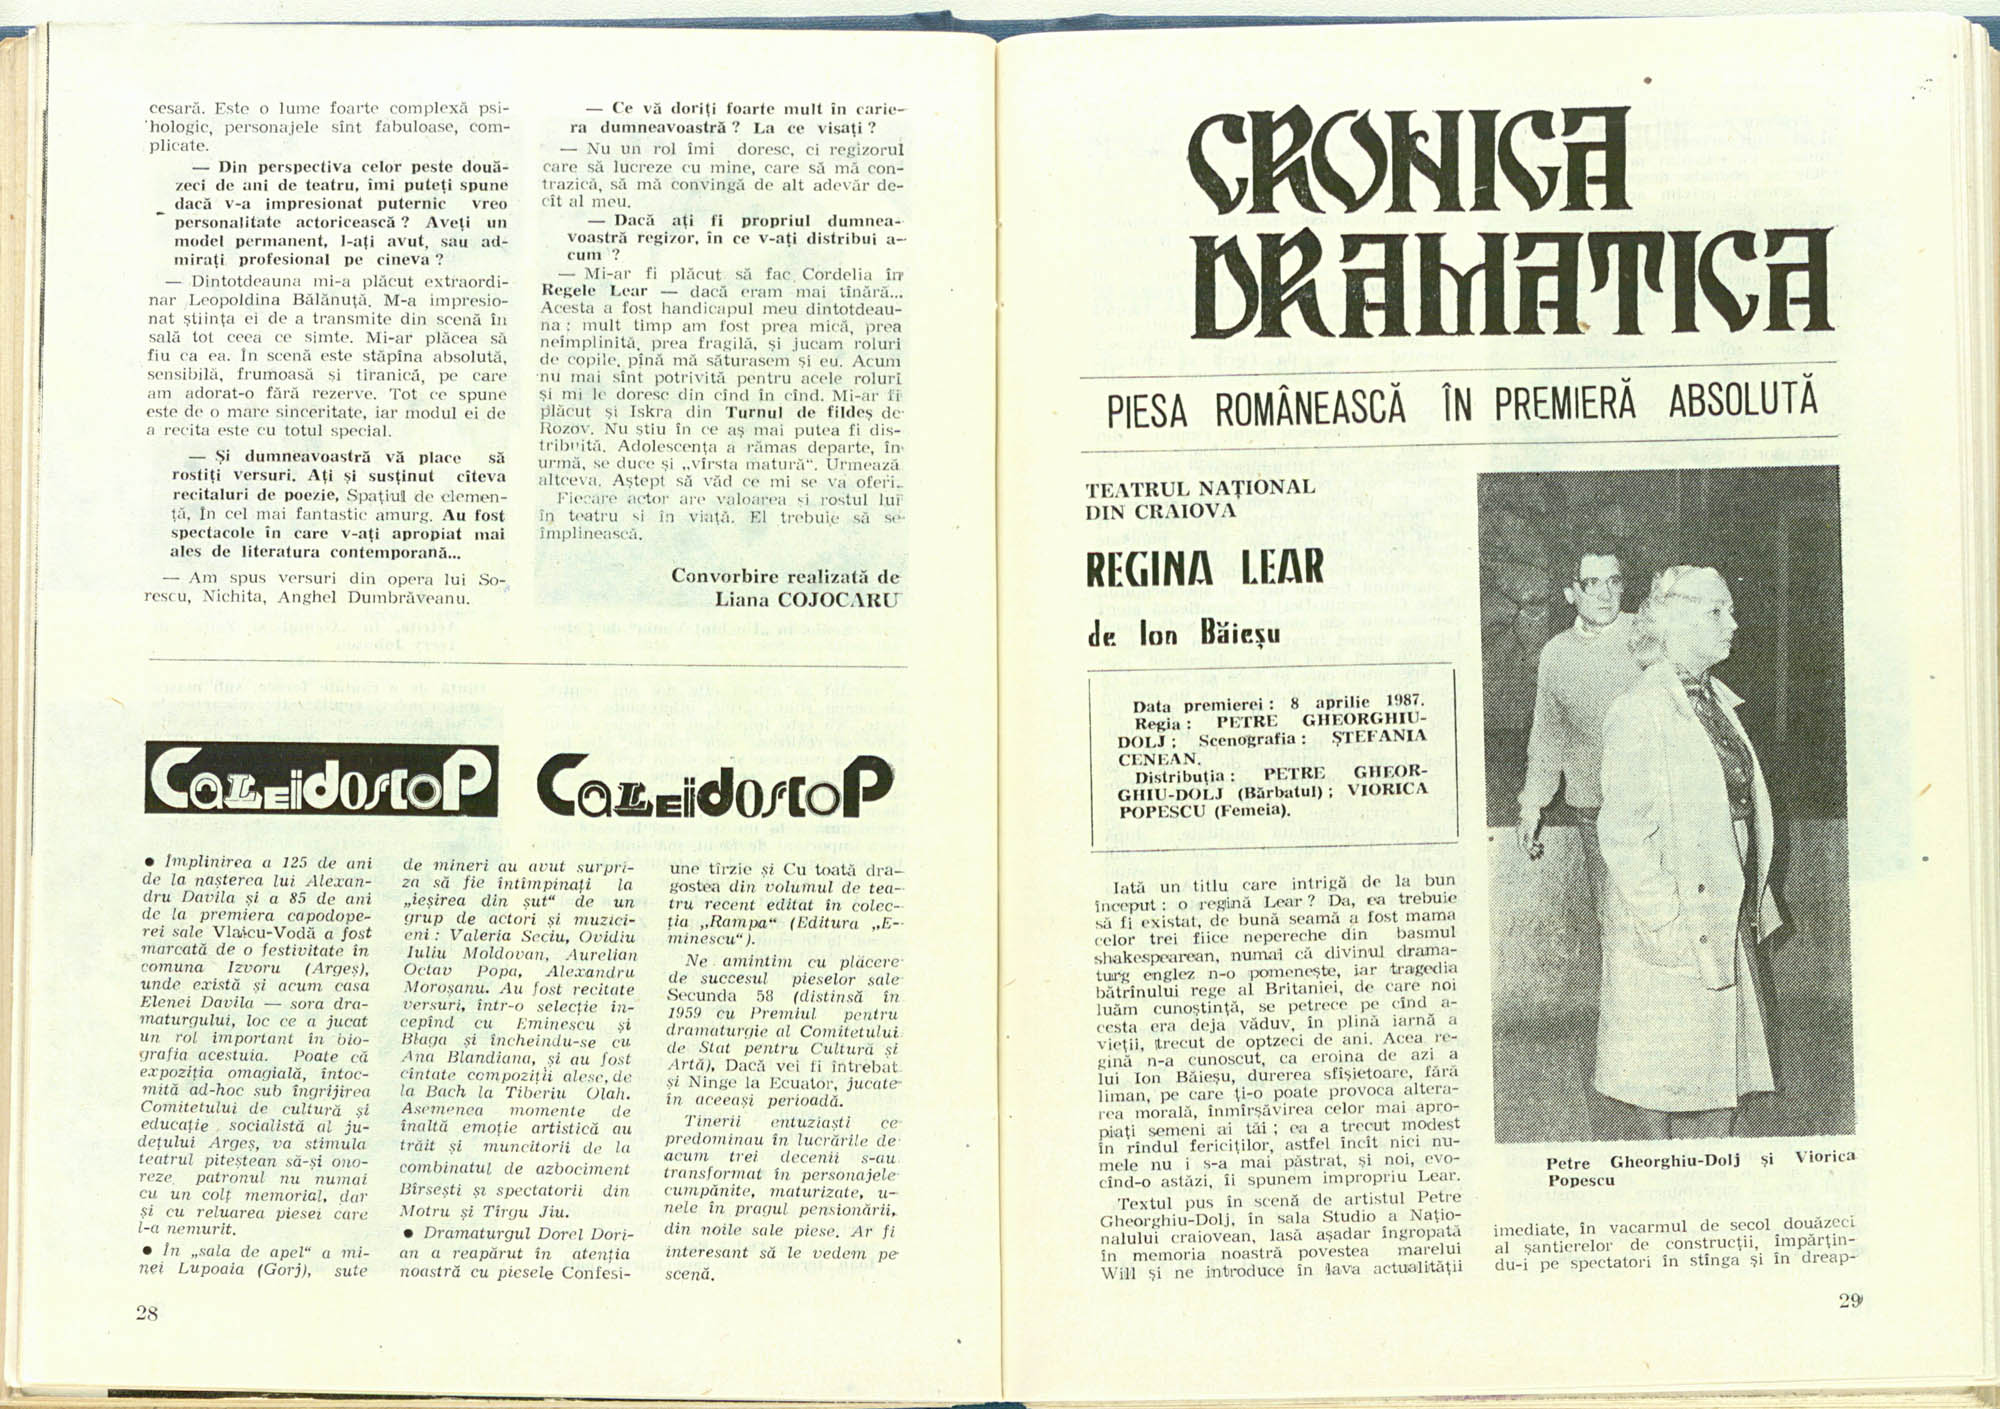 cesară. Este o lume foarte complexă psi-
hologic, personajele sînt fabuloase, com-
plicate.
— Din perspectiva celor peste două-
zeci de ani de teatru, îmi puteți spune
dacă v-a impresionat puternic vreo
personalitate actoricească ? Aveți un
model permanent, l-ați avut, sau ad-
mirați profesional pe cineva ?
— Dintotdeauna mi-a plăcut extraordi-
nar Leopoldina Bălănuță. M-a impresio-
nat știința ei de a transmite din scenă în
sală tot ceea ce simte. Mi-ar plăcea să
fiu ca ea. În scenă este stăpîna absolută,
sensibilă, frumoasă și tiranică, pe care
am adorat-o fără rezerve. Tot ce spune
este de o mare sinceritate, iar modul ei de
a recita este cu totul special.
— Și dumneavoastră vă place să
rostiți versuri. Ați și susținut cîteva
recitaluri de poezie, Spațiul de clemen-
ță, În cel mai fantastic amurg. Au fost
spectacole în care v-ați apropiat mai
ales de literatura contemporană...
— Am spus versuri din opera lui So-
rescu, Nichita, Anghel Dumbrăveanu.
— Ce vă doriți foarte mult în carie-
ra dumneavoastră ? La ce visați ?
— Nu un rol îmi doresc, ci regizorul
care să lucreze cu mine, care să mă con-
trazică, să mă convingă de alt adevăr de-
cît al meu.
— Dacă ați fi propriul dumnea-
voastră regizor, în ce v-ați distribui a-
cum ?
— Mi-ar fi plăcut să fac Cordelia în
Regele Lear — dacă eram mai tînără...
Acesta a fost handicapul meu dintotdeau-
na : mult timp am fost prea mică, prea
neîmplinită, prea fragilă, și jucam roluri
de copile, pînă mă săturasem și eu. Acum
nu mai sînt potrivită pentru acele roluri
și mi le doresc din cînd în cînd. Mi-ar fi
plăcut și Iskra din Turnul de fildeș de
Rozov. Nu știu în ce aș mai putea fi dis-
tribuită. Adolescența a rămas departe, în
urmă, se duce și „vîrsta matură“. Urmează
altceva. Aștept să văd ce mi se va oferi.
Fiecare actor are valoarea și rostul lui
în teatru și în viață. El trebuie să se
împlinească.
Convorbire realizată de
Liana COJOCARU
CALEIDOSCOP CALEIDOSCOP
● Împlinirea a 125 de ani
de la nașterea lui Alexan-
dru Davila și a 85 de ani
de la premiera capodope-
rei sale Vlaicu-Vodă a fost
marcată de o festivitate în
comuna Izvoru (Argeș),
unde există și acum casa
Elenei Davila — sora dra-
maturgului, loc ce a jucat
un rol important în bio-
grafia acestuia. Poate că
expoziția omagială, întoc-
mită ad-hoc sub îngrijirea
Comitetului de cultură și
educație socialistă al ju-
dețului Argeș, va stimula
teatrul piteștean să-și ono-
reze patronul nu numai
cu un colț memorial, dar
și cu reluarea piesei care
l-a nemurit.
● În „sala de apel“ a mi-
nei Lupoaia (Gorj), sute
de mineri au avut surpri-
za să fie întîmpinați la
„ieșirea din șut“ de un
grup de actori și muzici-
eni : Valeria Seciu, Ovidiu
Iuliu Moldovan, Aurelian
Octav Popa, Alexandru
Moroșanu. Au fost recitate
versuri, într-o selecție în-
cepînd cu Eminescu și
Blaga și încheindu-se cu
Ana Blandiana, și au fost
cîntate compoziții alese, de
la Bach la Tiberiu Olah.
Asemenea momente de
înaltă emoție artistică au
trăit și muncitorii de la
combinatul de azbociment
Bîrsești și spectatorii din
Motru și Tîrgu Jiu.
● Dramaturgul Dorel Dori-
an a reapărut în atenția
noastră cu piesele Confesi-
une tîrzie și Cu toată dra-
gostea din volumul de tea-
tru recent editat în colec-
ția „Rampa“ (Editura „E-
minescu“).
Ne amintim cu plăcere
de succesul pieselor sale
Secunda 58 (distinsă în
1959 cu Premiul pentru
dramaturgie al Comitetului
de Stat pentru Cultură și
Artă), Dacă vei fi întrebat
și Ninge la Ecuator, jucate
în aceeași perioadă.
Tinerii entuziaști ce
predominau în lucrările de
acum trei decenii s-au
transformat în personajele
cumpănite, maturizate, u-
nele în pragul pensionării,
din noile sale piese. Ar fi
interesant să le vedem pe
scenă.
28
CRONICA
DRAMATICA
PIESA ROMÂNEASCĂ ÎN PREMIERĂ ABSOLUTĂ
TEATRUL NAȚIONAL
DIN CRAIOVA
REGINA LEAR
de Ion Băieșu
Data premierei : 8 aprilie 1987.
Regia : PETRE GHEORGHIU-
DOLJ ; Scenografia : ȘTEFANIA
CENEAN.
Distribuția : PETRE GHEOR-
GHIU-DOLJ (Bărbatul) ; VIORICA
POPESCU (Femeia).
Iată un titlu care intrigă de la bun
început : o regină Lear ? Da, ea trebuie
să fi existat, de bună seamă a fost mama
celor trei fiice nepereche din basmul
shakespearean, numai că divinul drama-
turg englez n-o pomenește, iar tragedia
bătrînului rege al Britaniei, de care noi
luăm cunoștință, se petrece pe cînd a-
cesta era deja văduv, în plină iarnă a
vieții, trecut de optzeci de ani. Acea re-
gină n-a cunoscut, ca eroina de azi a
lui Ion Băieșu, durerea sfîșietoare, fără
liman, pe care ți-o poate provoca altera-
rea morală, înmîrșăvirea celor mai apro-
piați semeni ai tăi ; ea a trecut modest
în rîndul fericiților, astfel încît nici nu-
mele nu i s-a mai păstrat, și noi, evo-
cînd-o astăzi, îi spunem impropriu Lear.
Textul pus în scenă de artistul Petre
Gheorghiu-Dolj, în sala Studio a Națio-
nalului craiovean, lasă așadar îngropată
în memoria noastră povestea marelui
Will și ne introduce în lava actualității
Petre Gheorghiu-Dolj și Viorica
Popescu
imediate, în vacarmul de secol douăzeci
al șantierelor de construcții, împărțin-
du-i pe spectatori în stînga și în dreap-
29